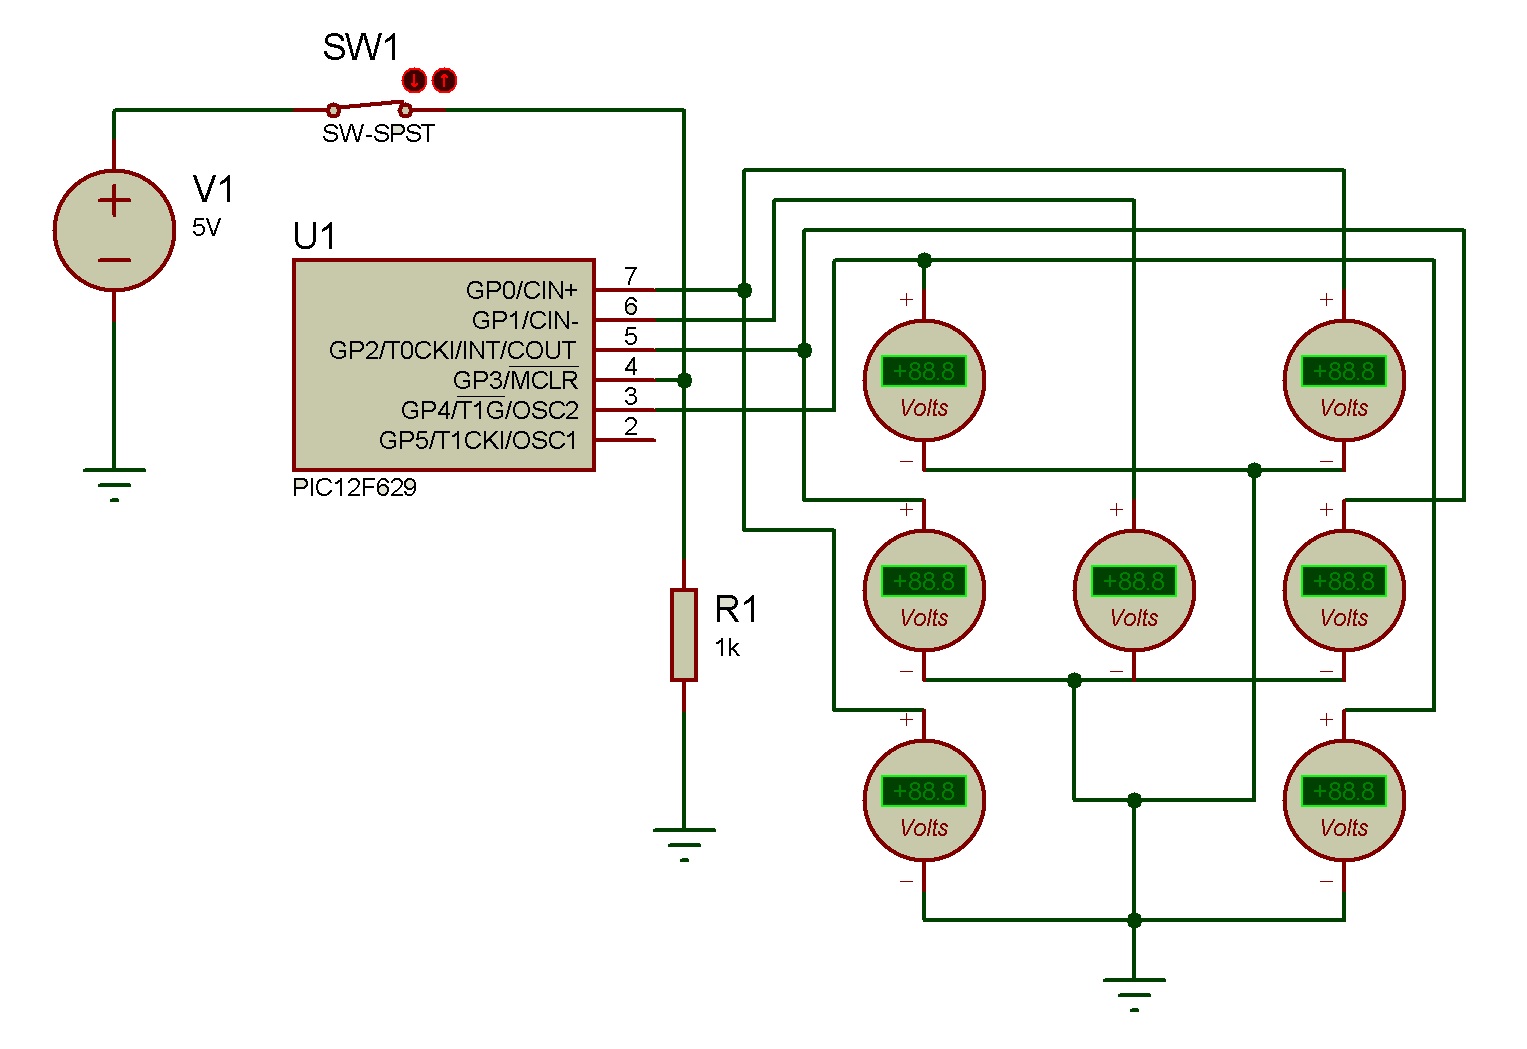 SW1
SW-SPST
V1
5V
U1
GP0/CIN+ 7
GP1/CIN- 6
GP2/T0CKI/INT/COUT 5
GP3/MCLR 4
GP4/T1G/OSC2 3
GP5/T1CKI/OSC1 2
PIC12F629
R1
1k
+88.8
Volts
+88.8
Volts
+88.8
Volts
+88.8
Volts
+88.8
Volts
+88.8
Volts
+88.8
Volts